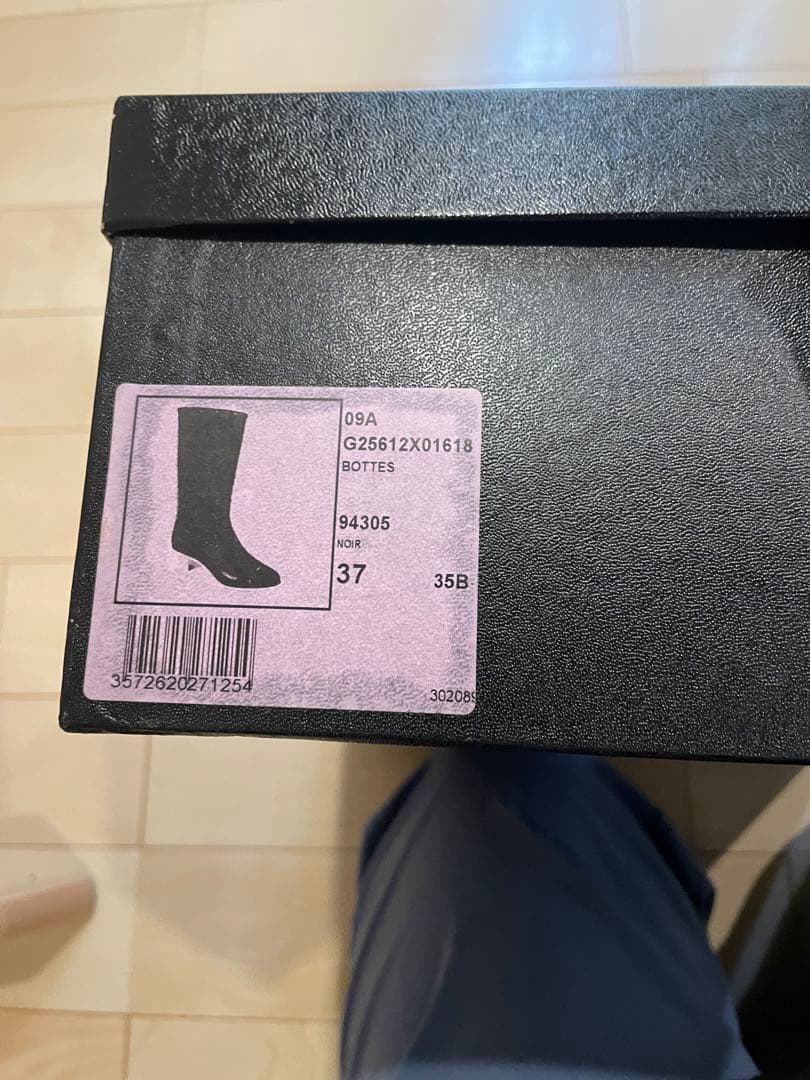 09A
G25612X01618
BOTTES
94305
NOIR
37 35B
3572620271254
302089